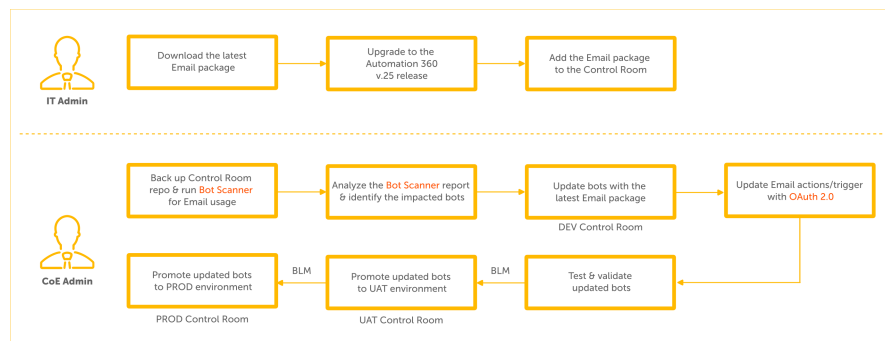 Download the latest
Email package
Upgrade to the
Automation 360
v.25 release
Add the Email package
to the Control Room
IT Admin
Back up Control Room
repo & run Bot Scanner
for Email usage
Analyze the Bot Scanner report
& identify the impacted bots
Update bots with the
latest Email package
Update Email actions/trigger
with OAuth 2.0
DEV Control Room
CoE Admin
Promote updated bots
to PROD environment
BLM
Promote updated bots
to UAT environment
BLM
Test & validate
updated bots
PROD Control Room
UAT Control Room